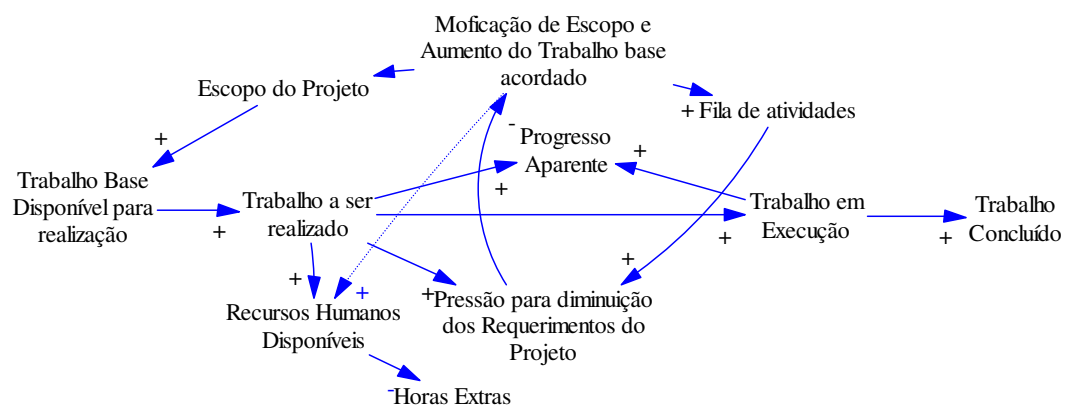 Moficação de Escopo e
Aumento do Trabalho base
acordado
Escopo do Projeto
+
+ Fila de atividades
-
Progresso
Aparente
+
+
Trabalho Base
Disponível para
realização
+
Trabalho a ser
realizado
Trabalho em
Execução
+
+
Trabalho
Concluído
+
+
+
+
Recursos Humanos
Disponíveis
Pressão para diminuição
dos Requerimentos do
Projeto
-
Horas Extras